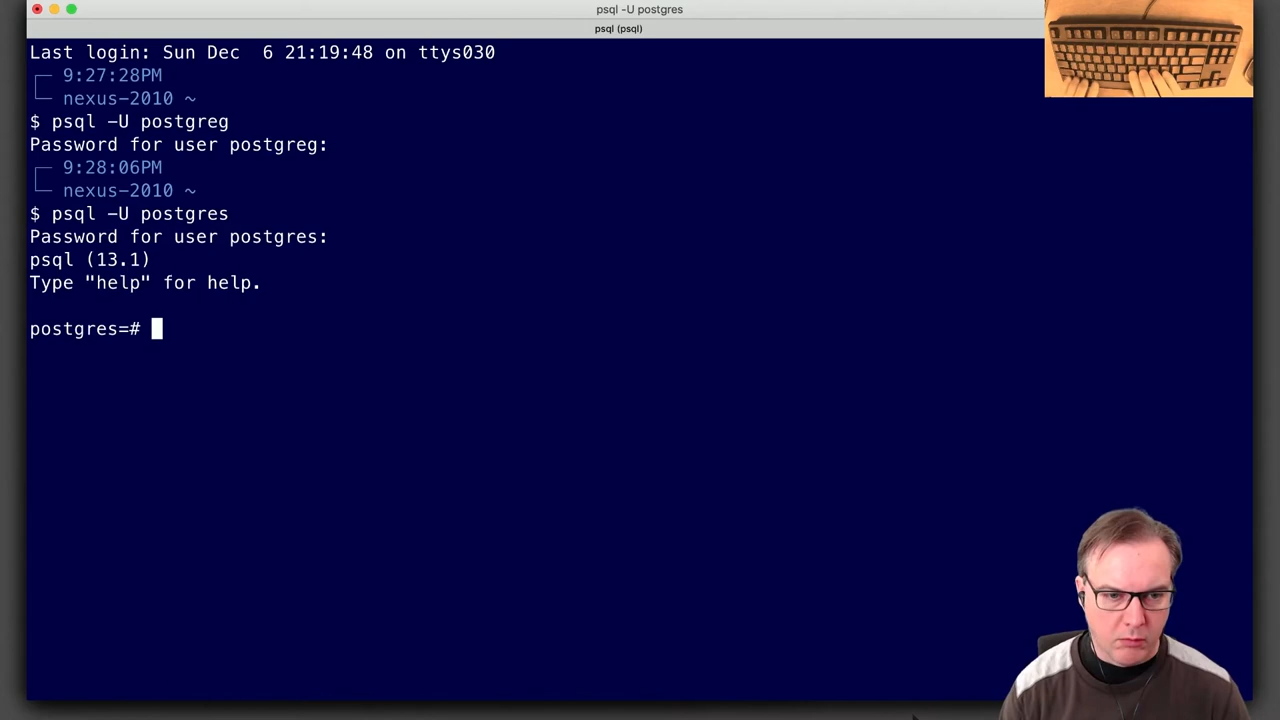 psql -U postgres
psql (psql)
Last login: Sun Dec  6 21:19:48 on ttys030
9:27:28PM
nexus-2010 ~
$ psql -U postgreg
Password for user postgreg:
9:28:06PM
nexus-2010 ~
$ psql -U postgres
Password for user postgres:
psql (13.1)
Type "help" for help.
postgres=#